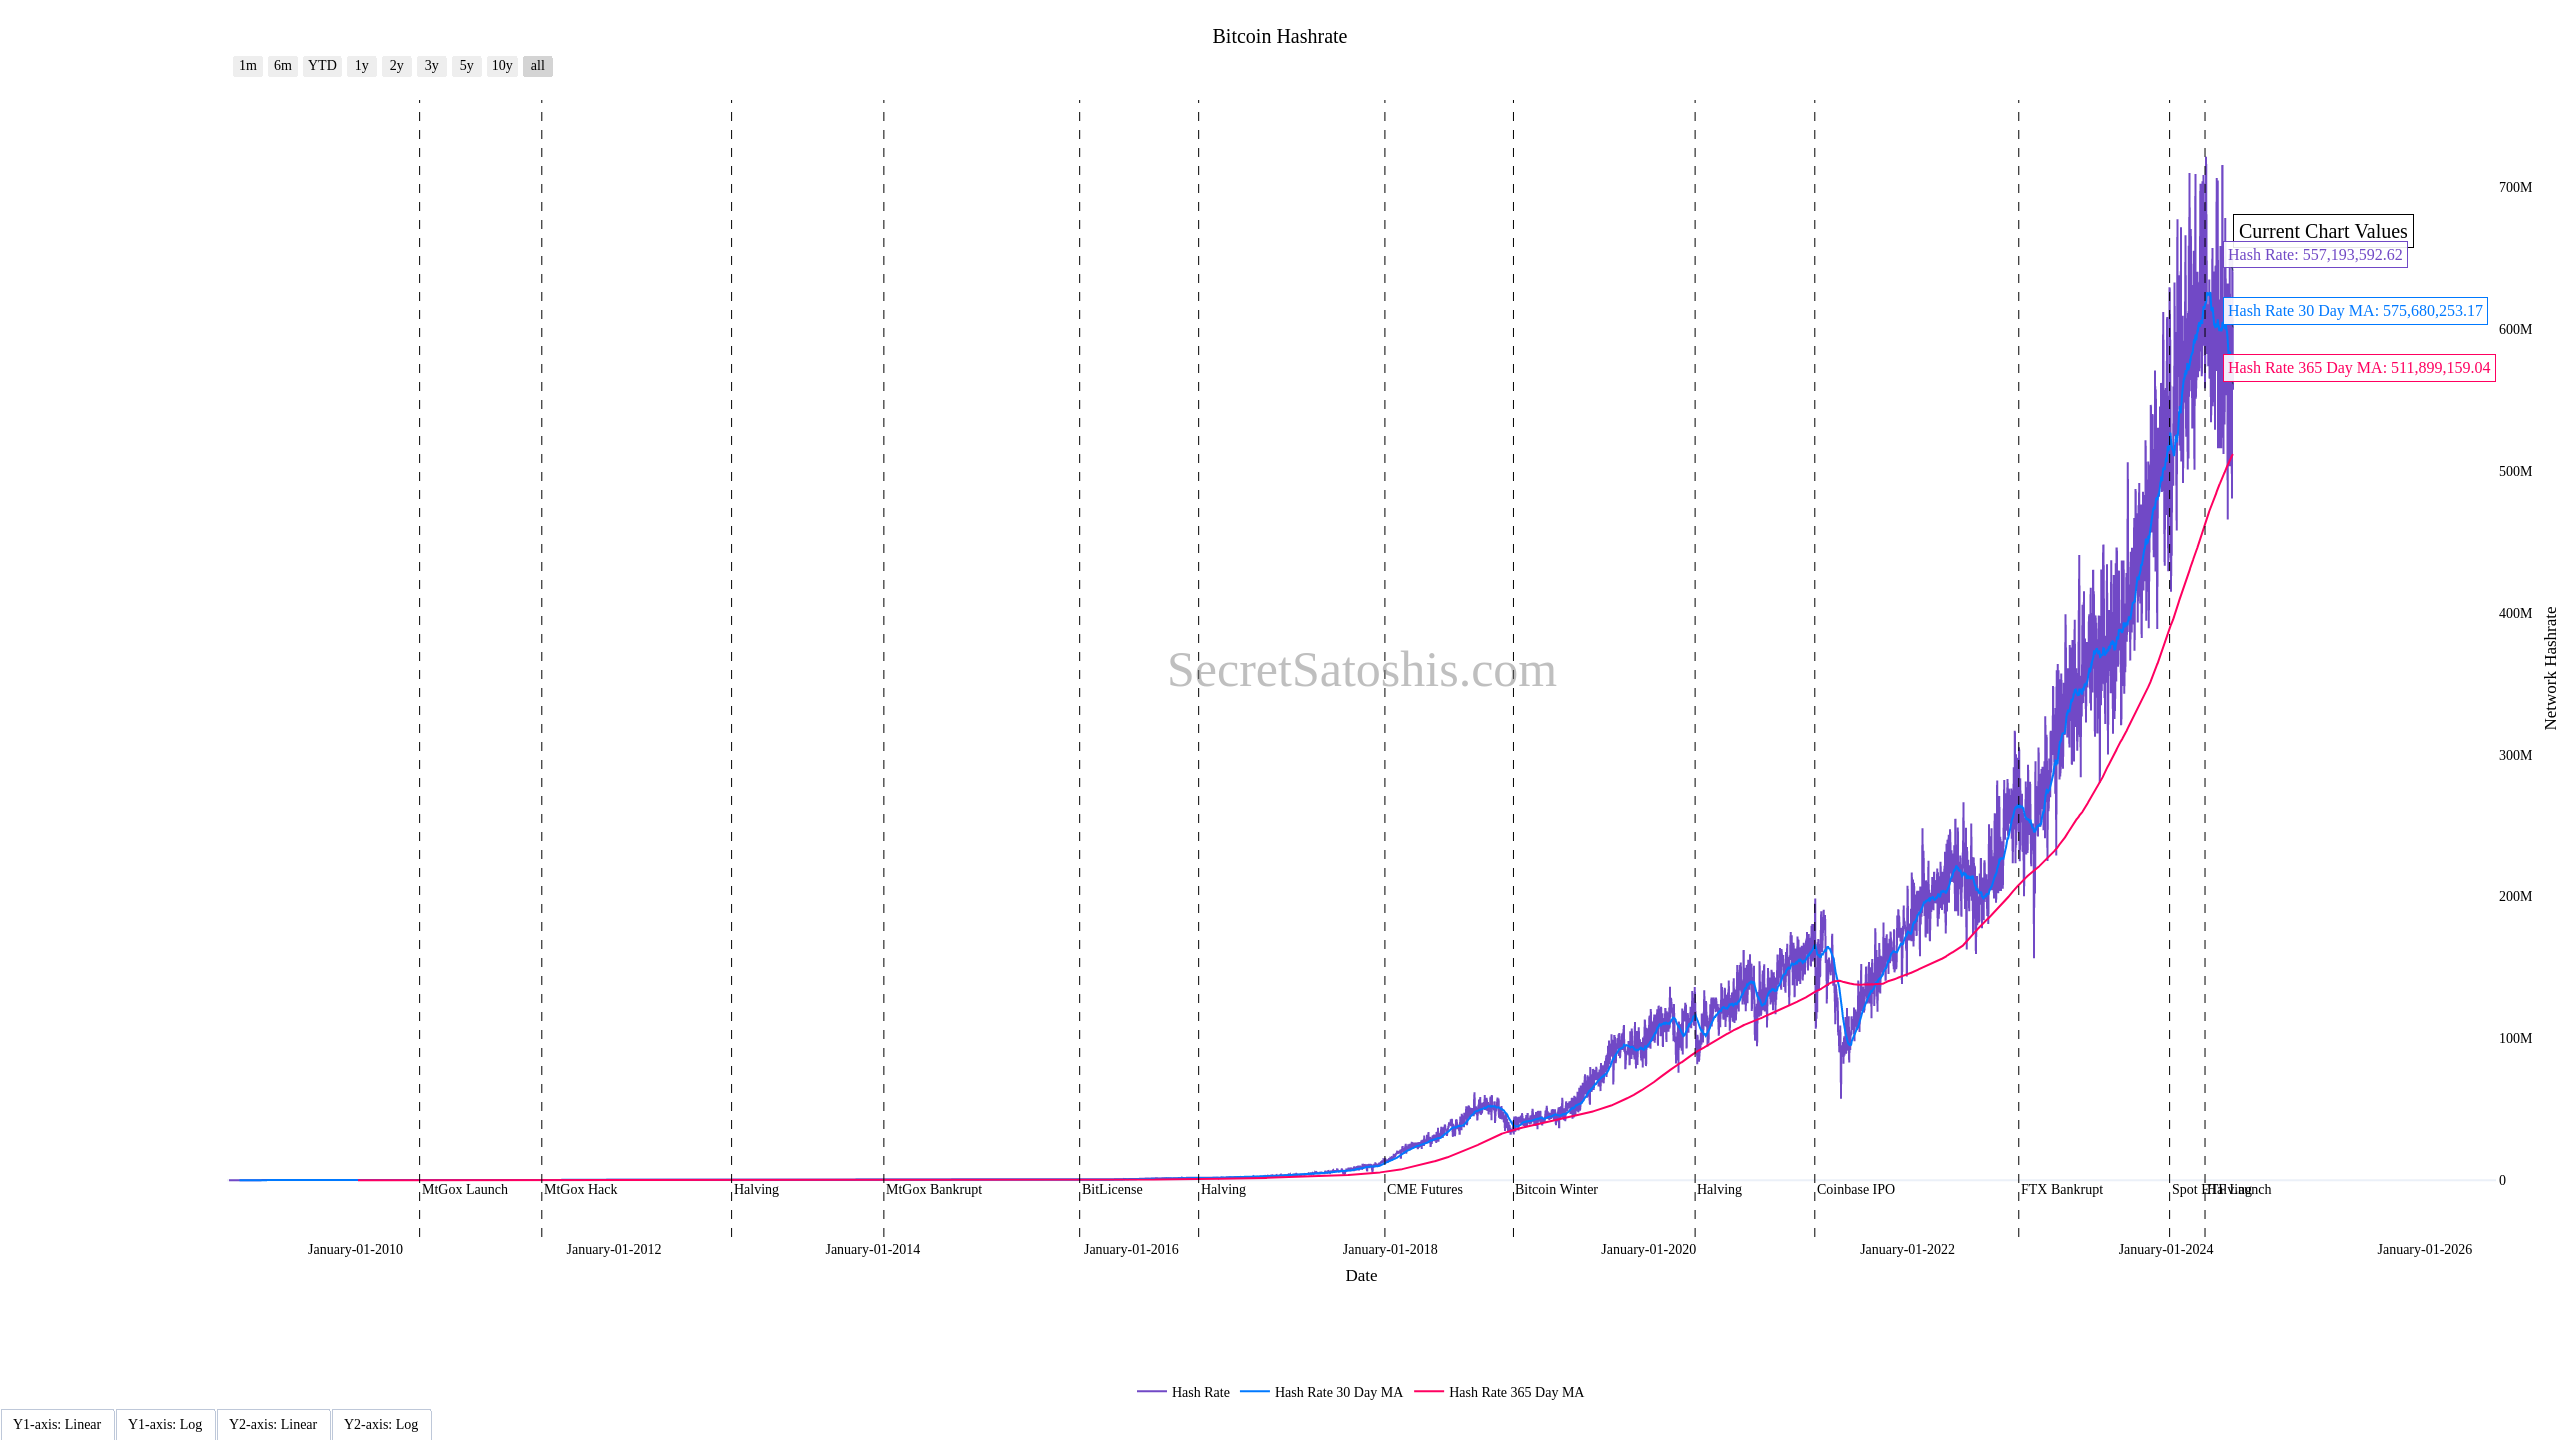 Bitcoin Hashrate
1m 6m YTD 1y 2y 3y 5y 10y all
700M
Current Chart Values
Hash Rate: 557,193,592.62
Hash Rate 30 Day MA: 575,680,253.17
600M
Hash Rate 365 Day MA: 511,899,159.04
500M
400M
Network Hashrate
SecretSatoshis.com
300M
200M
100M
0
MtGox Launch MtGox Hack Halving MtGox Bankrupt BitLicense Halving CME Futures Bitcoin Winter Halving Coinbase IPO FTX Bankrupt Spot ETF Launch Halving
January-01-2010 January-01-2012 January-01-2014 January-01-2016 January-01-2018 January-01-2020 January-01-2022 January-01-2024 January-01-2026
Date
Hash Rate Hash Rate 30 Day MA Hash Rate 365 Day MA
Y1-axis: Linear Y1-axis: Log Y2-axis: Linear Y2-axis: Log